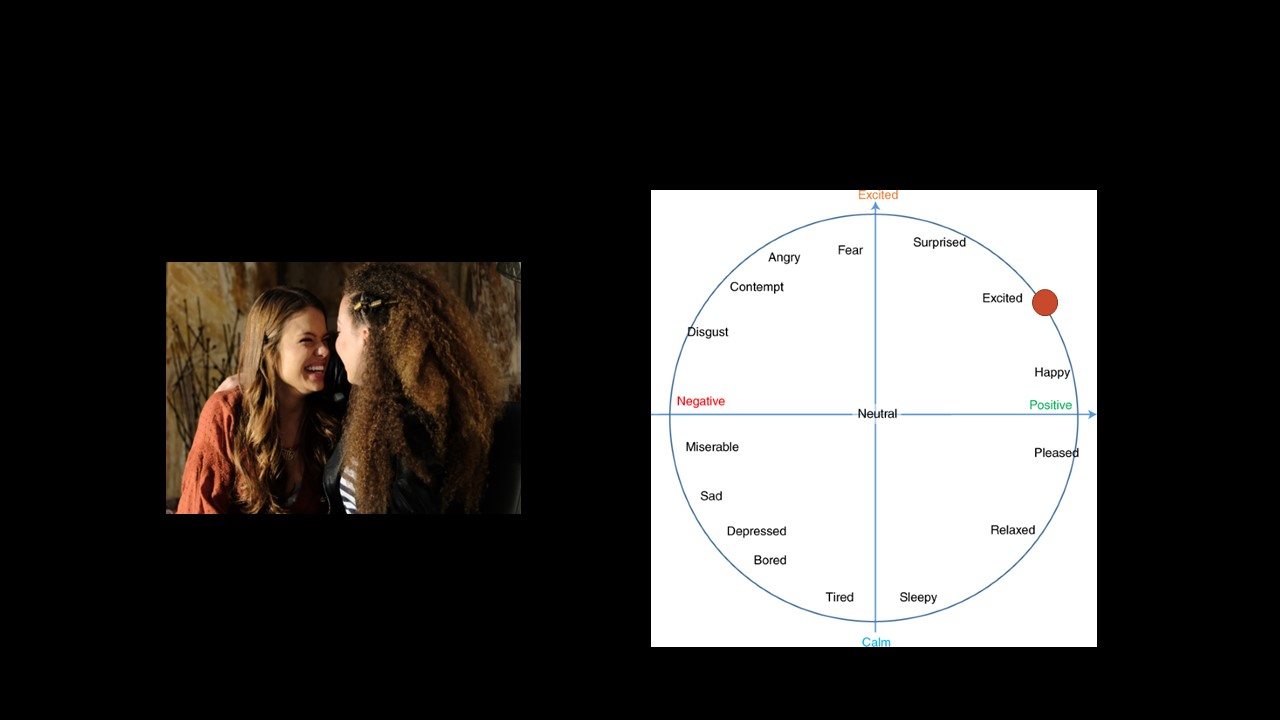 Excited
Surprised
Fear
Angry
Contempt
Excited
Disgust
Happy
Negative
Positive
Neutral
Miserable
Pleased
Sad
Depressed
Relaxed
Bored
Tired
Sleepy
Calm